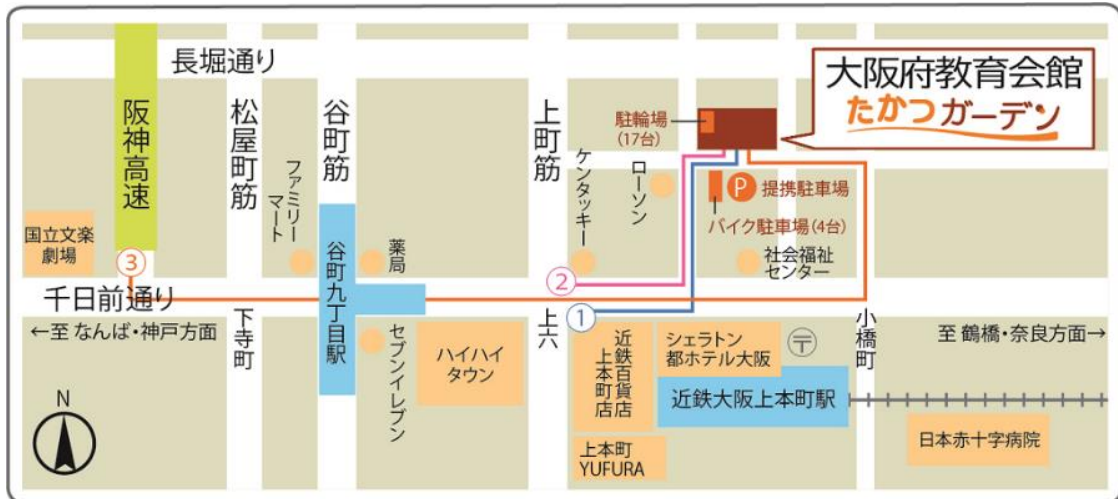 長堀通り
阪神高速
松屋町筋
谷町筋
上町筋
大阪府教育会館
たかつガーデン
駐輪場
(17台)
ファミリー
マート
ケンタッキー
ローソン
P 提携駐車場
バイク駐車場(4台)
国立文楽
劇場
薬局
社会福祉
センター
谷町九丁目駅
3
2
1
千日前通り
←至 なんば・神戸方面
下寺町
上六
小橋町
至 鶴橋・奈良方面→
セブンイレブン
ハイハイ
タウン
近鉄百貨店
上本町店
シェラトン
都ホテル大阪
〒
近鉄大阪上本町駅
上本町
YUFURA
日本赤十字病院
N